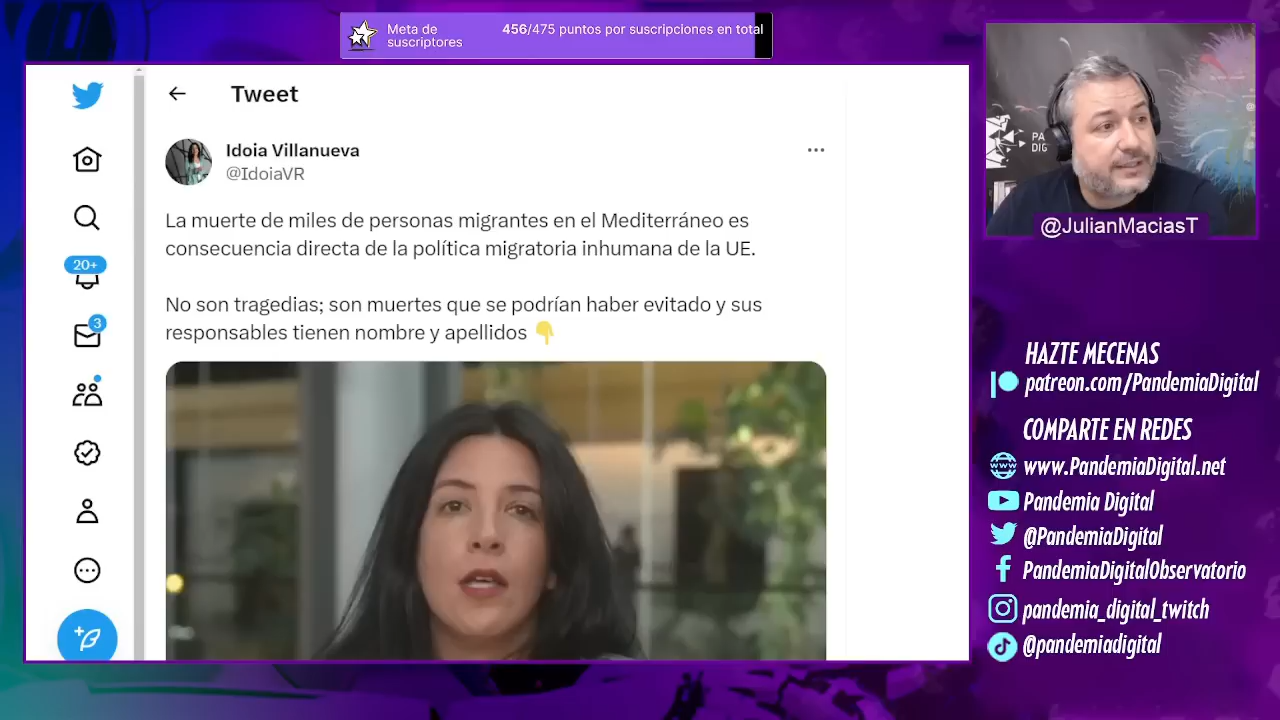 Meta de
suscriptores
456/475 puntos por suscripciones en total
Tweet
Idoia Villanueva
@IdoiaVR
La muerte de miles de personas migrantes en el Mediterráneo es
consecuencia directa de la política migratoria inhumana de la UE.
No son tragedias; son muertes que se podrían haber evitado y sus
responsables tienen nombre y apellidos 👇
20+
3
PA
DIG
@JulianMaciasT
HAZTE MECENAS
patreon.com/PandemiaDigital
COMPARTE EN REDES
www
www.PandemiaDigital.net
Pandemia Digital
@PandemiaDigital
PandemiaDigitalObservatorio
pandemia_digital_twitch
@pandemiadigital